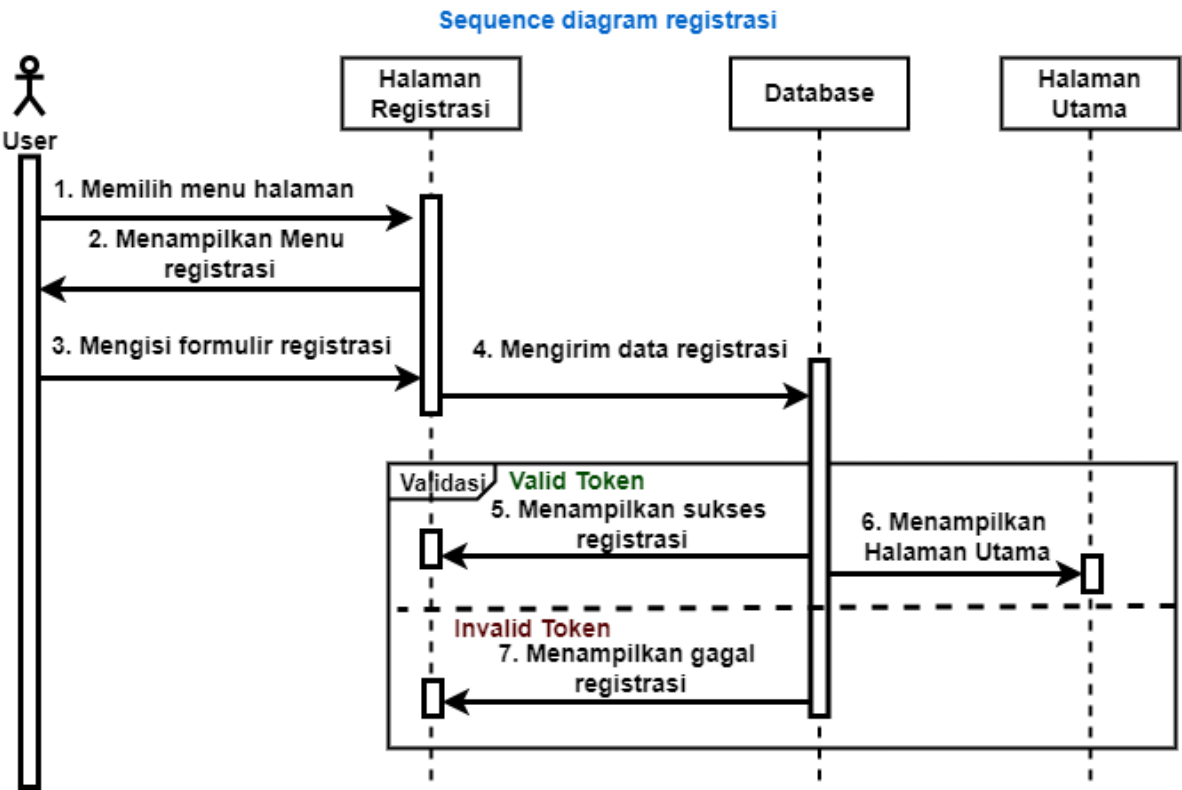 Sequence diagram registrasi
User
Halaman
Registrasi
Database
Halaman
Utama
1. Memilih menu halaman
2. Menampilkan Menu
registrasi
3. Mengisi formulir registrasi
4. Mengirim data registrasi
Validasi
Valid Token
5. Menampilkan sukses
registrasi
6. Menampilkan
Halaman Utama
Invalid Token
7. Menampilkan gagal
registrasi